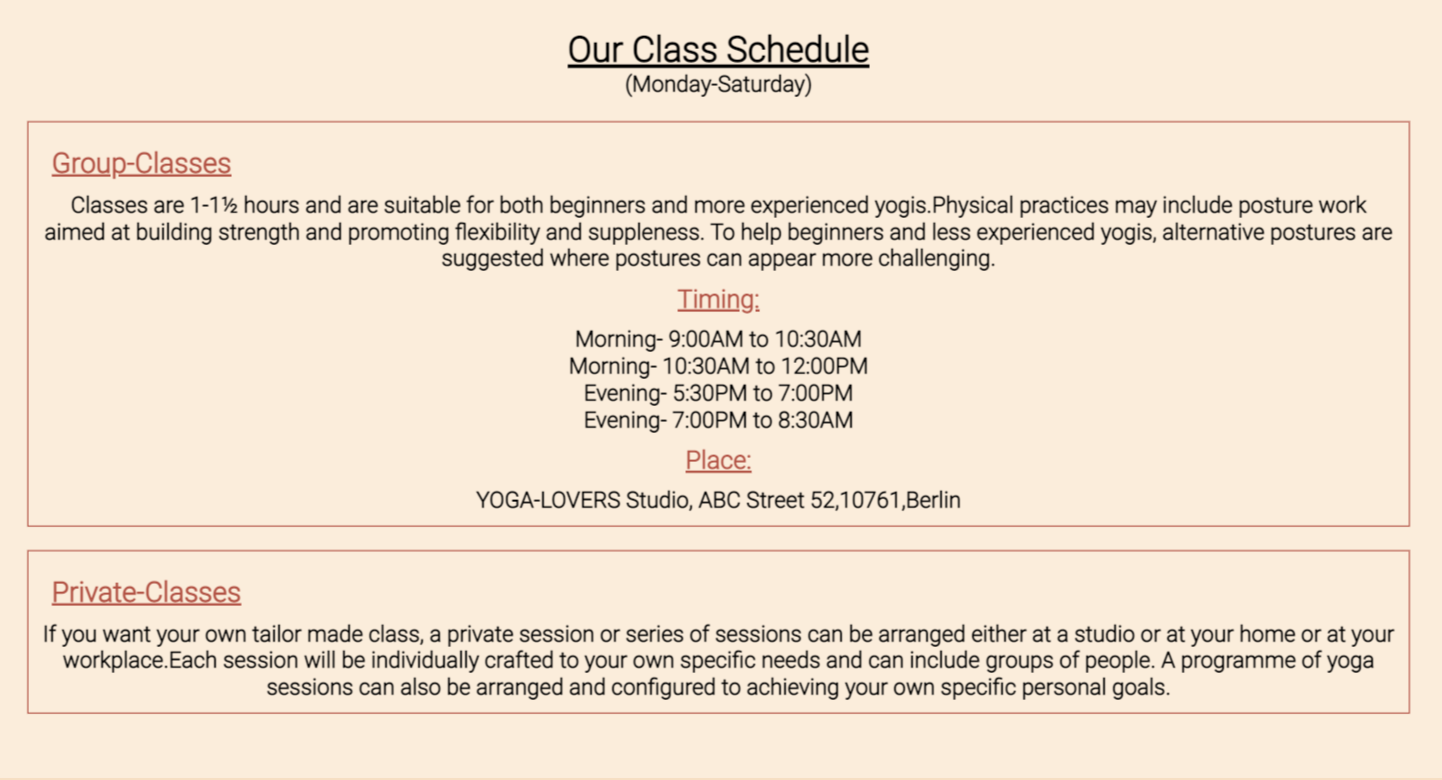 Our Class Schedule
(Monday-Saturday)
Group-Classes
Classes are 1-1½ hours and are suitable for both beginners and more experienced yogis.Physical practices may include posture work
aimed at building strength and promoting flexibility and suppleness. To help beginners and less experienced yogis, alternative postures are
suggested where postures can appear more challenging.
Timing:
Morning- 9:00AM to 10:30AM
Morning- 10:30AM to 12:00PM
Evening- 5:30PM to 7:00PM
Evening- 7:00PM to 8:30AM
Place:
YOGA-LOVERS Studio, ABC Street 52,10761,Berlin
Private-Classes
If you want your own tailor made class, a private session or series of sessions can be arranged either at a studio or at your home or at your
workplace.Each session will be individually crafted to your own specific needs and can include groups of people. A programme of yoga
sessions can also be arranged and configured to achieving your own specific personal goals.